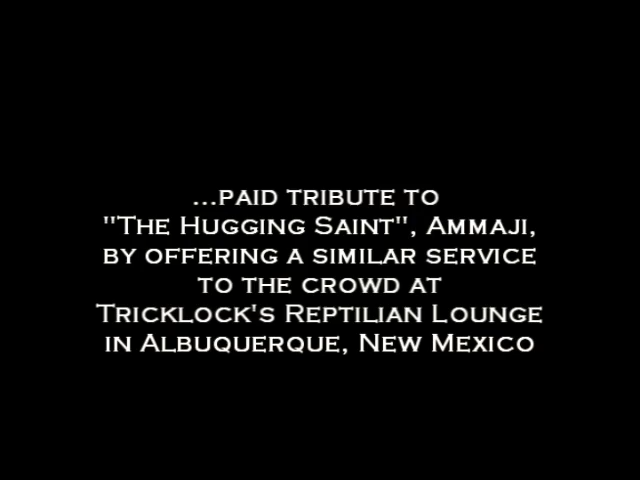 ...paid tribute to
"The Hugging Saint", Ammaji,
by offering a similar service
to the crowd at
Tricklock's Reptilian Lounge
in Albuquerque, New Mexico